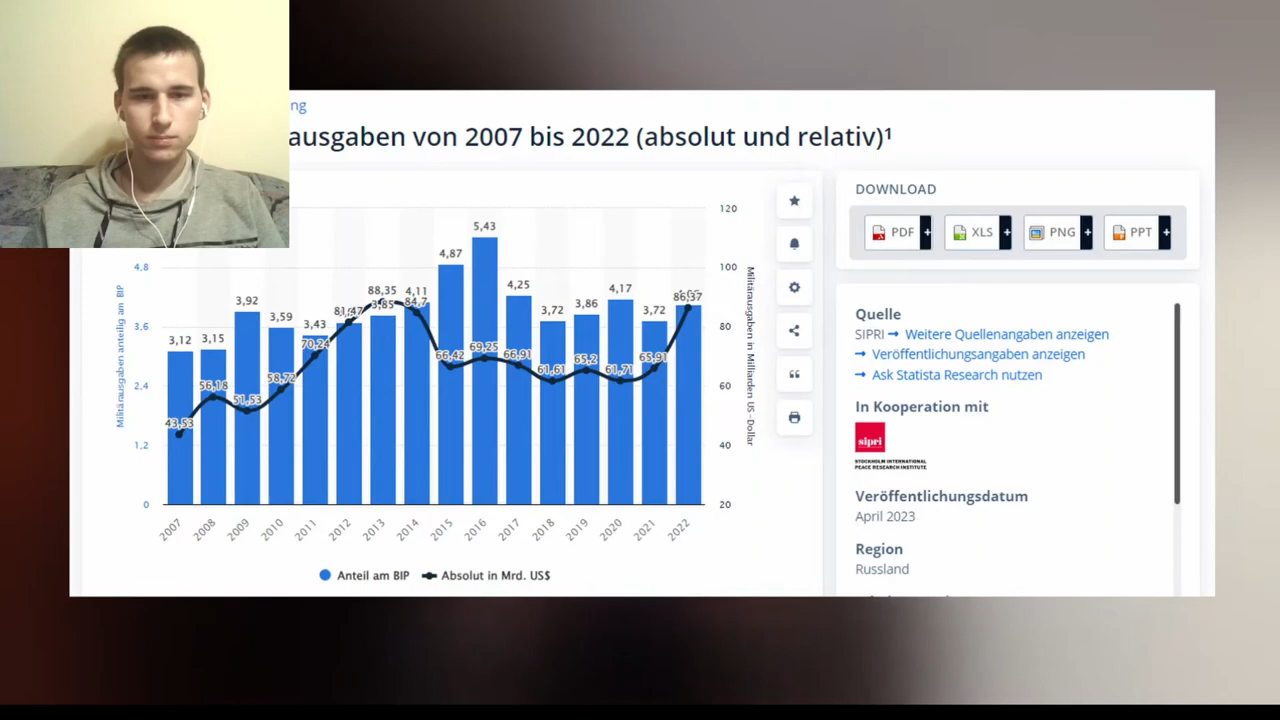 ng
ausgaben von 2007 bis 2022 (absolut und relativ)¹
DOWNLOAD
PDF + XLS + PNG + PPT +
120
5,43
4,87
4,8
100
4,25
4,17
3,92
88,35
4,11
86,37
3,59
3,43
81,47
3,85
84,7
3,72
3,86
3,72
3,6
80
3,12
3,15
70,24
66,42
69,25
66,91
61,61
65,2
61,71
65,91
2,4
56,18
51,53
58,72
60
43,53
1,2
40
0
20
Militärausgaben anteilig am BIP
Militärausgaben in Milliarden US-Dollar
2007 2008 2009 2010 2011 2012 2013 2014 2015 2016 2017 2018 2019 2020 2021 2022
Anteil am BIP Absolut in Mrd. US$
Quelle
SIPRI → Weitere Quellenangaben anzeigen
→ Veröffentlichungsangaben anzeigen
→ Ask Statista Research nutzen
In Kooperation mit
sipri
STOCKHOLM INTERNATIONAL
PEACE RESEARCH INSTITUTE
Veröffentlichungsdatum
April 2023
Region
Russland